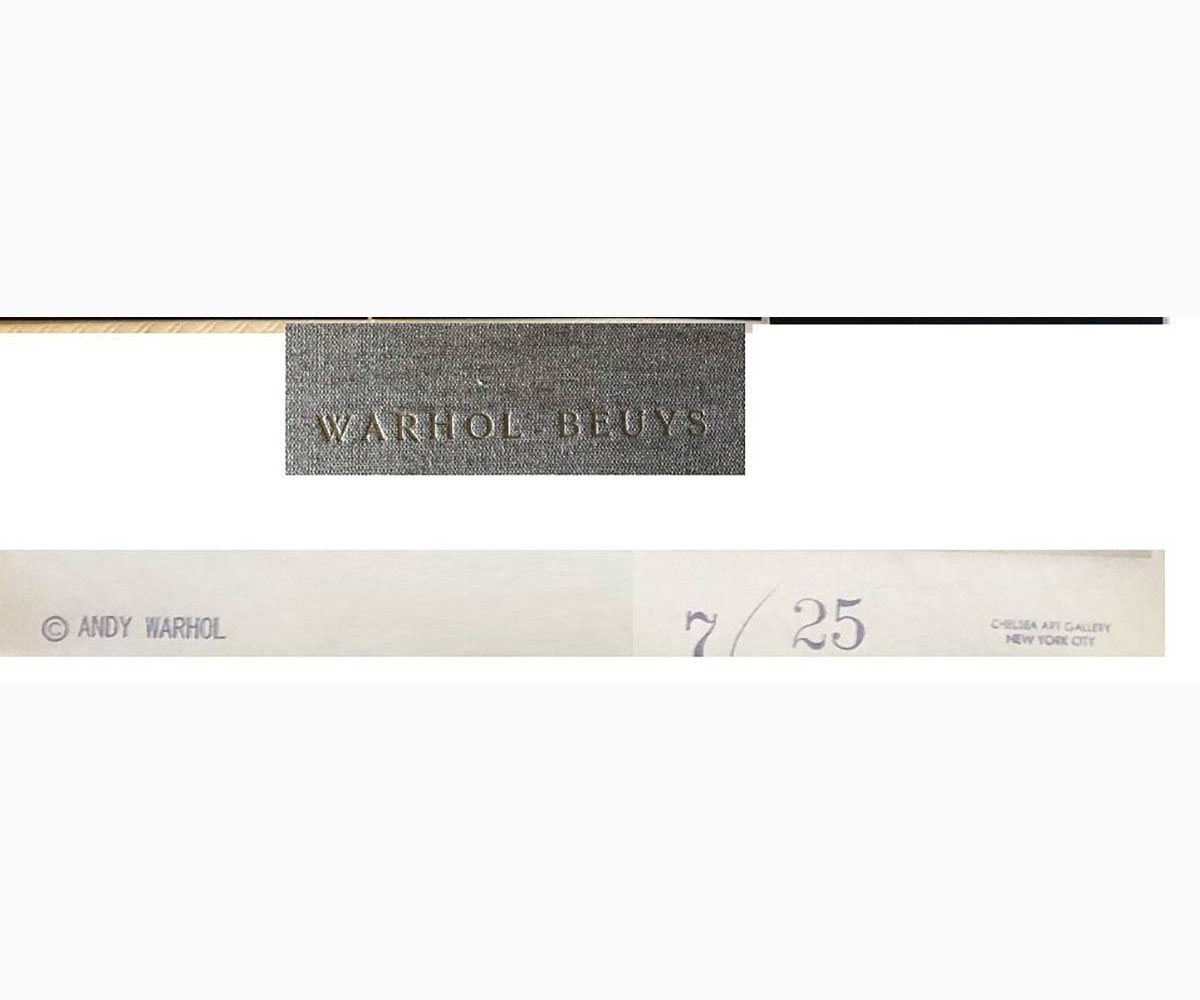 WARHOL - BEUYS
© ANDY WARHOL
7/25
CHELSEA ART GALLERY
NEW YORK CITY